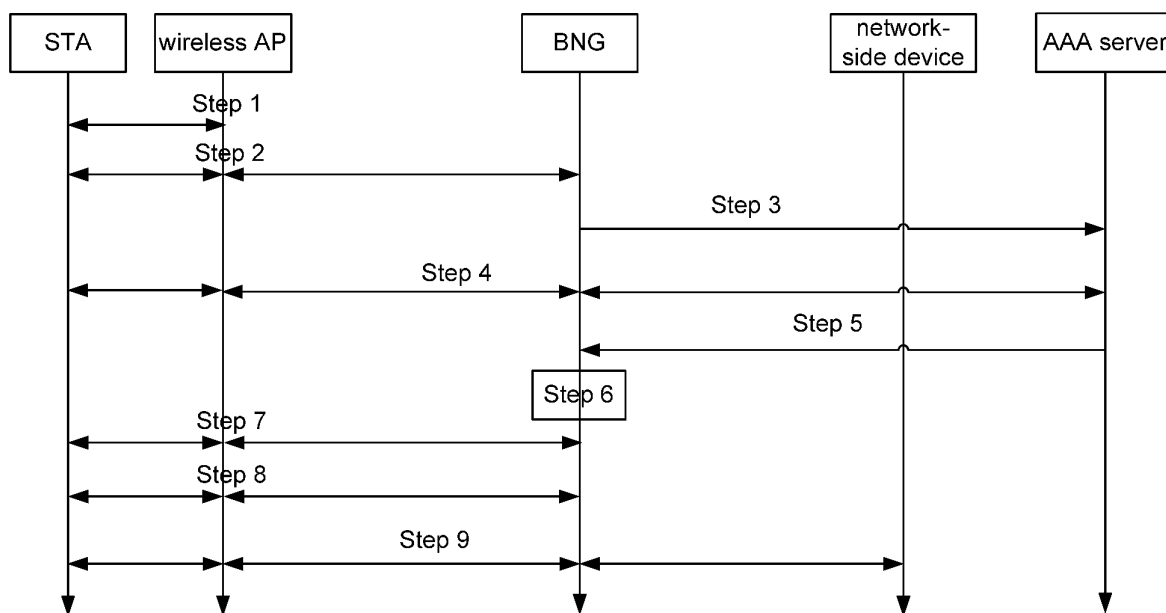 STA
wireless AP
BNG
network-
side device
AAA server
Step 1
Step 2
Step 3
Step 4
Step 5
Step 6
Step 7
Step 8
Step 9